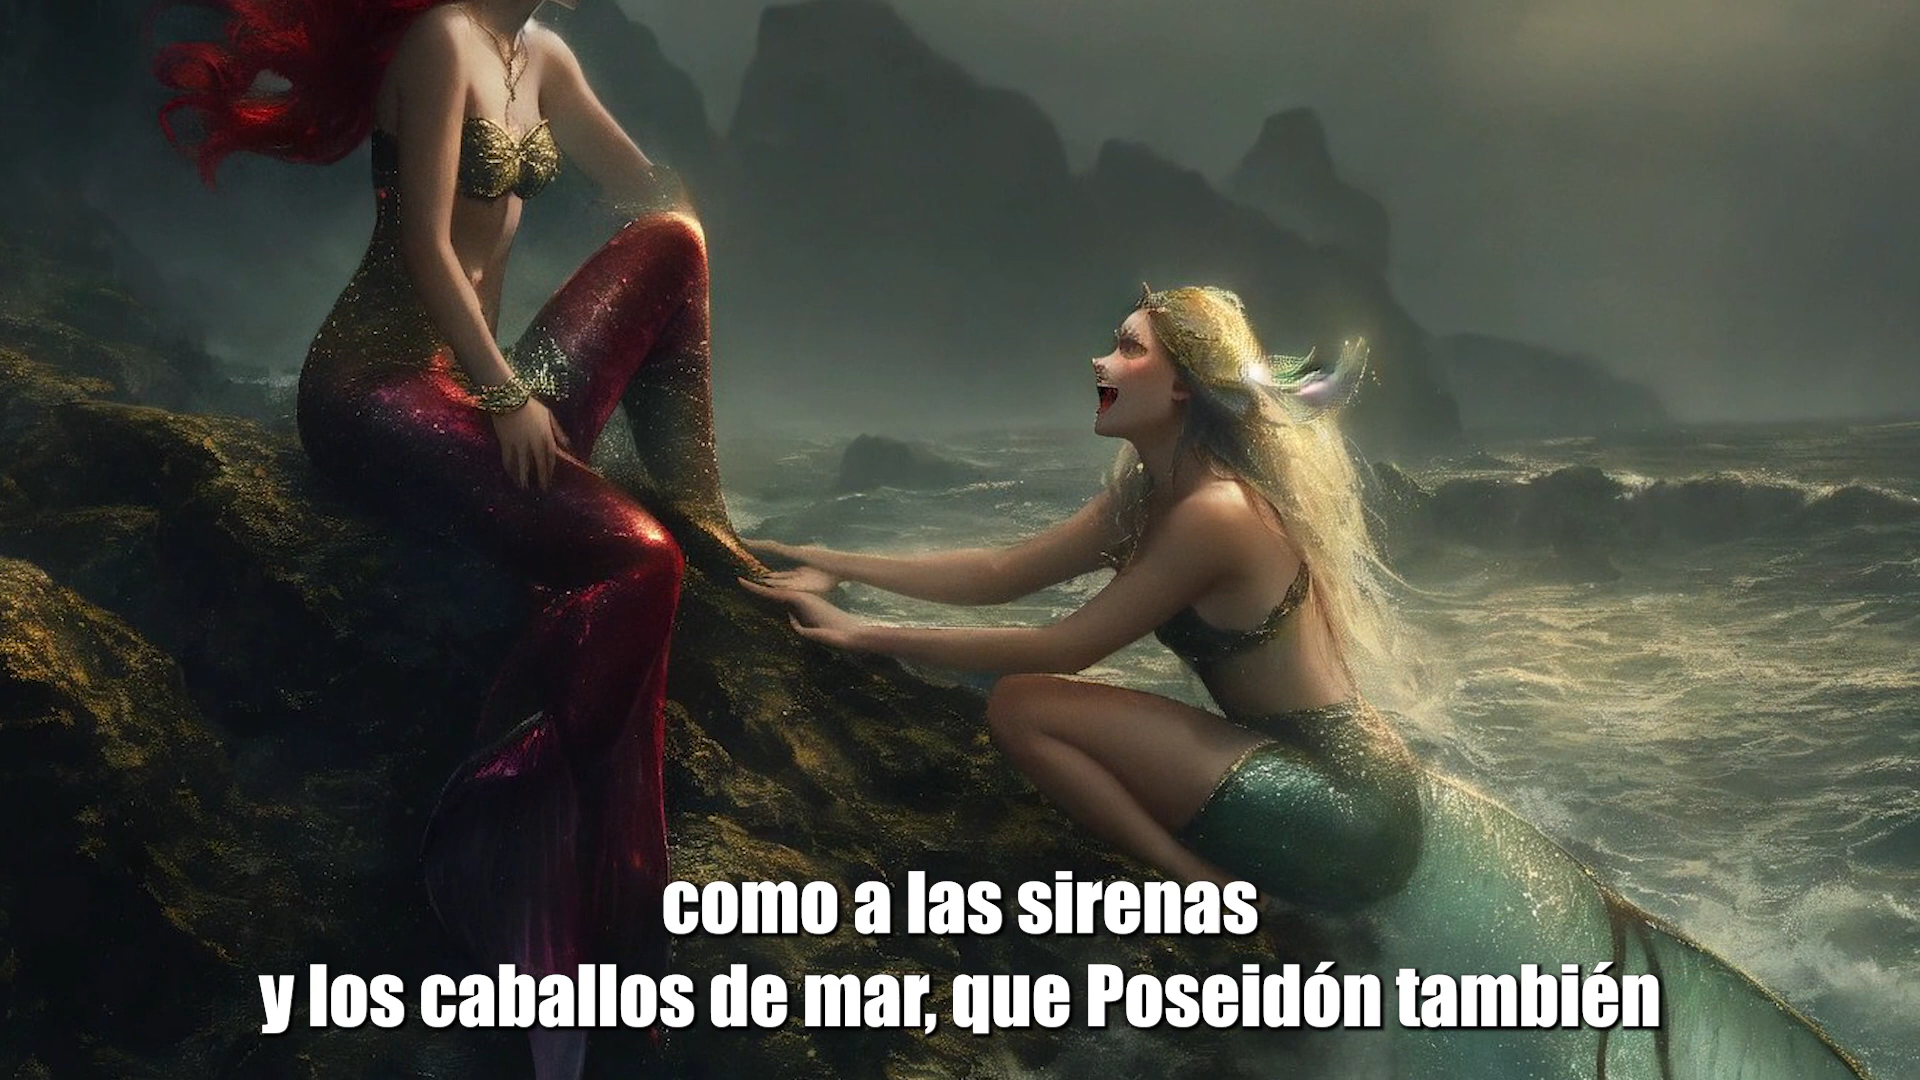 como a las sirenas
y los caballos de mar, que Poseidón también